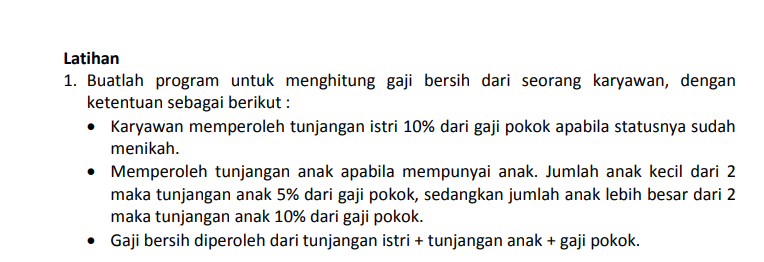 Latihan
1. Buatlah program untuk menghitung gaji bersih dari seorang karyawan, dengan
ketentuan sebagai berikut :
• Karyawan memperoleh tunjangan istri 10% dari gaji pokok apabila statusnya sudah
menikah.
• Memperoleh tunjangan anak apabila mempunyai anak. Jumlah anak kecil dari 2
maka tunjangan anak 5% dari gaji pokok, sedangkan jumlah anak lebih besar dari 2
maka tunjangan anak 10% dari gaji pokok.
• Gaji bersih diperoleh dari tunjangan istri + tunjangan anak + gaji pokok.